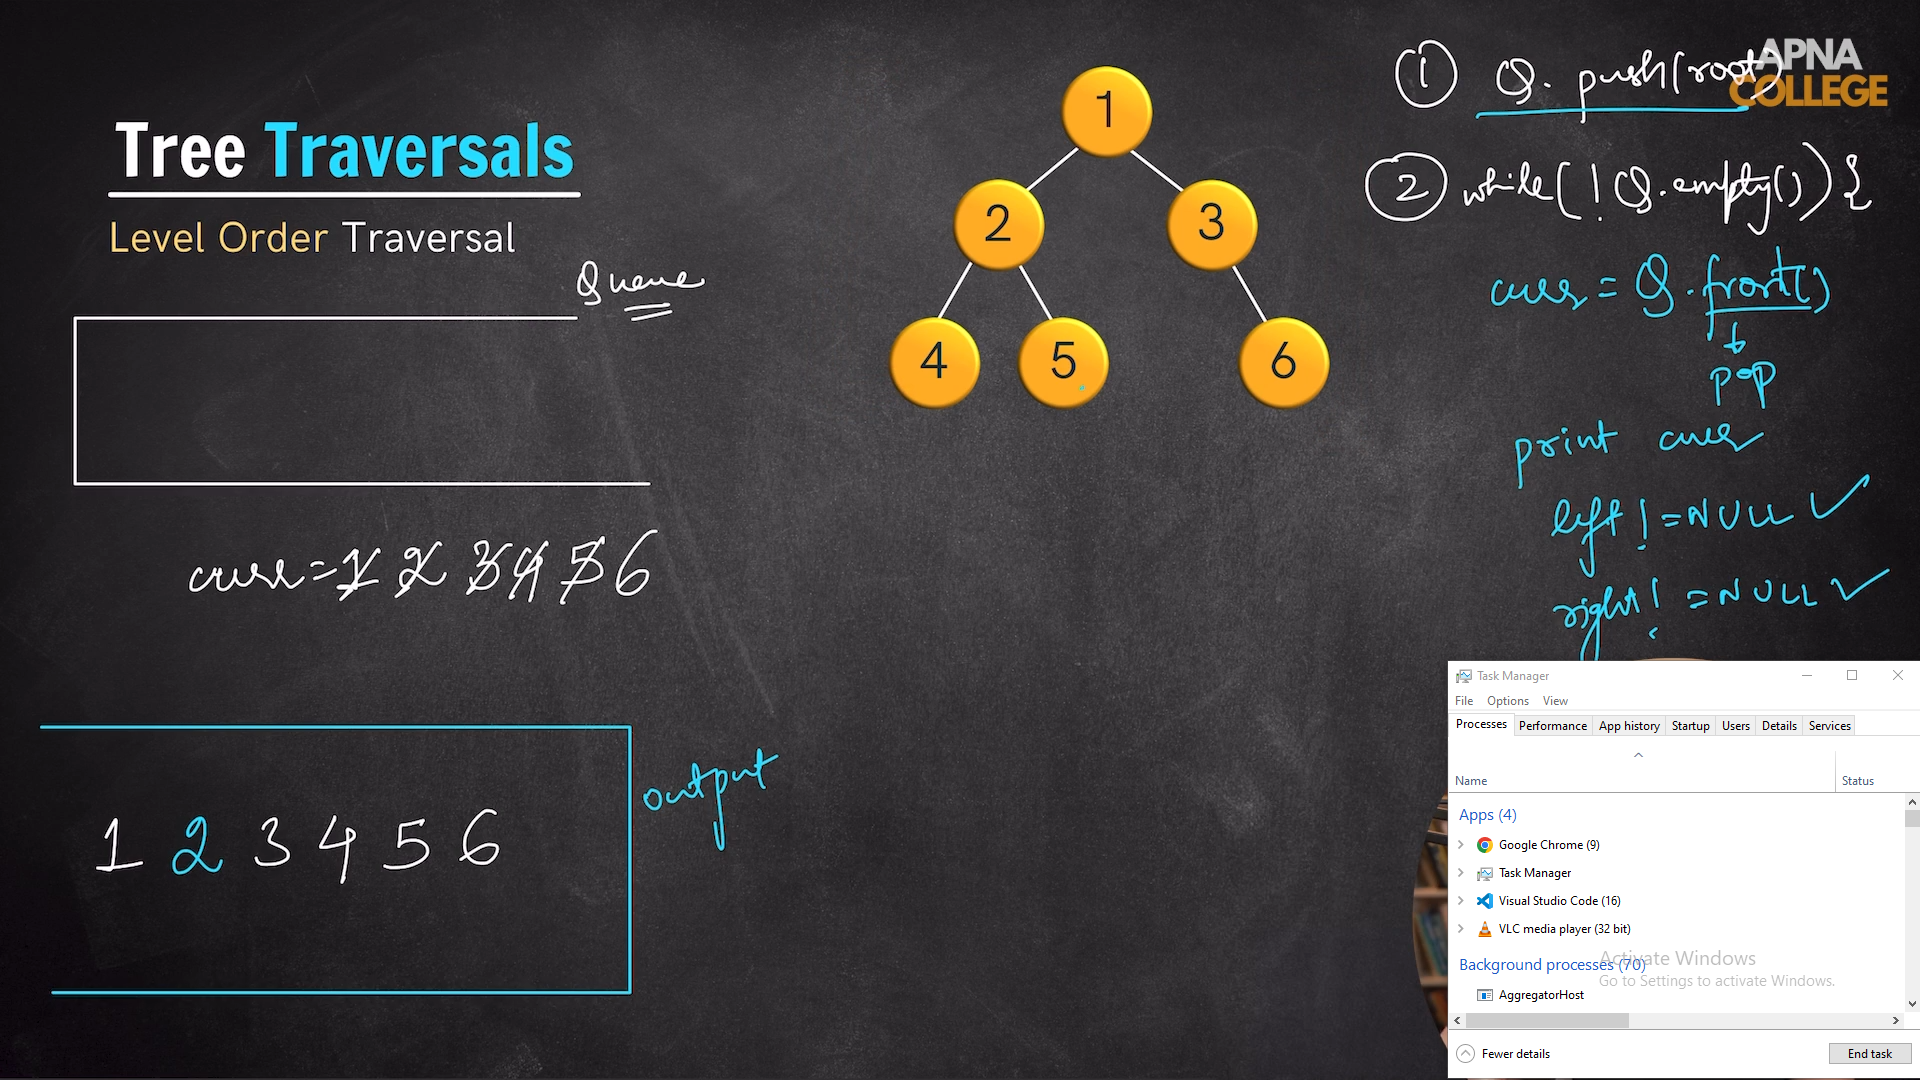 Tree Traversals
Level Order Traversal
Queue
curr = 1 2 3 4 5 6
1 2 3 4 5 6
output
1
2
3
4
5
6
APNA
COLLEGE
1 Q. push(root)
2 while(!Q.empty()){
curr = Q.front()
pop
print curr
left != NULL
right != NULL
Task Manager
File Options View
Processes Performance App history Startup Users Details Services
Name Status
Apps (4)
Google Chrome (9)
Task Manager
Visual Studio Code (16)
VLC media player (32 bit)
Background processes (70)
AggregatorHost
Activate Windows
Go to Settings to activate Windows.
Fewer details End task